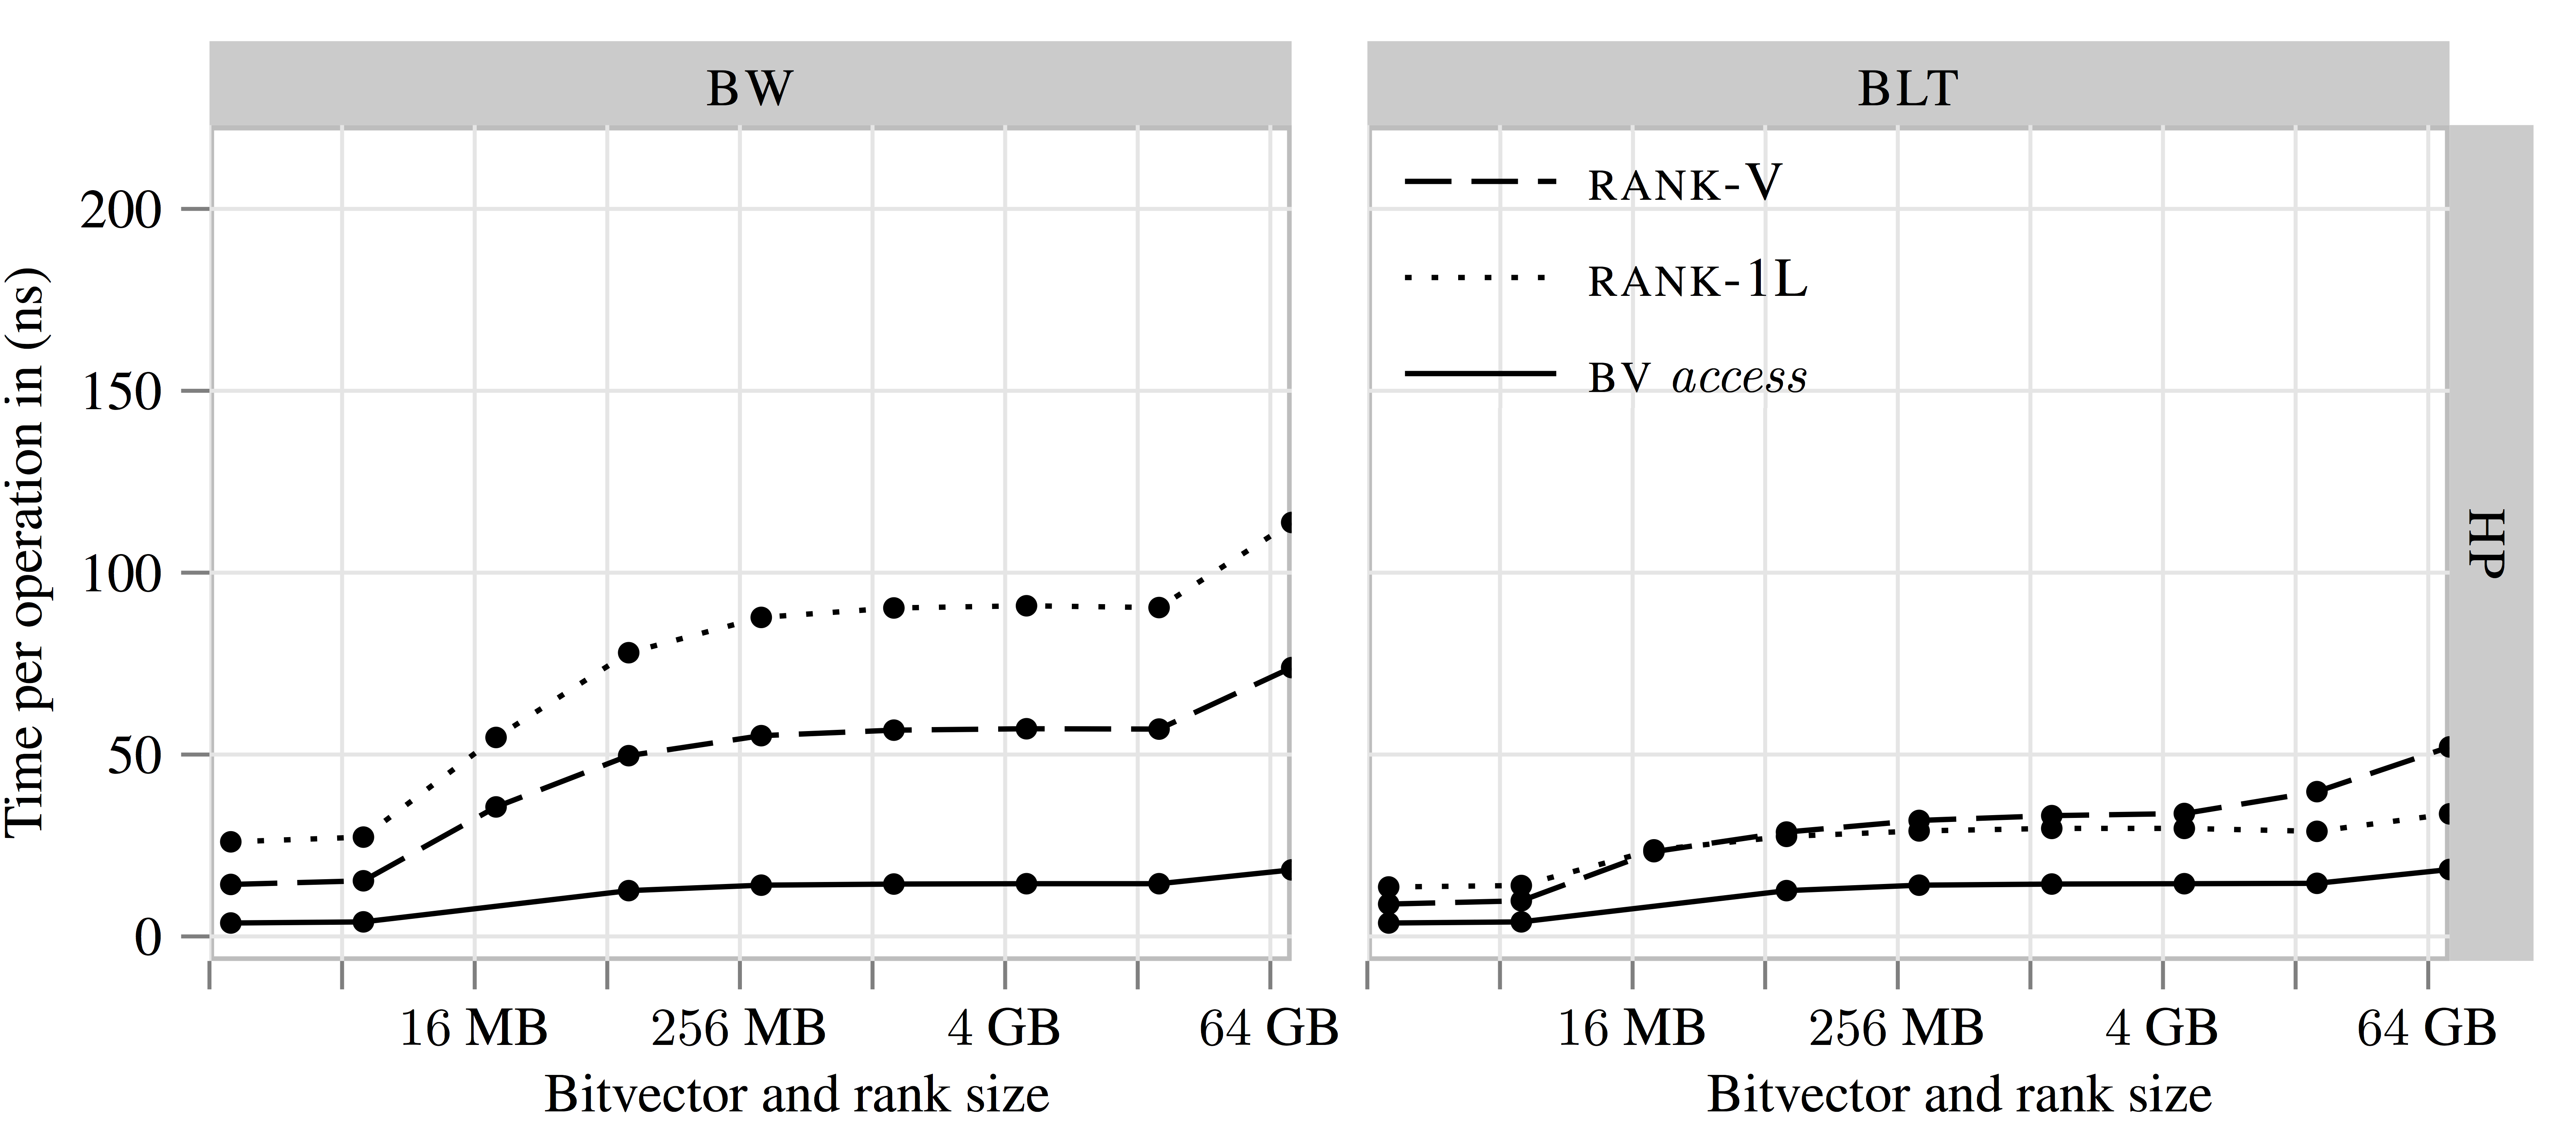 BW
BLT
Time per operation in (ns)
200
150
100
50
0
RANK-V
RANK-1L
BV access
HP
16 MB 256 MB 4 GB 64 GB
16 MB 256 MB 4 GB 64 GB
Bitvector and rank size
Bitvector and rank size